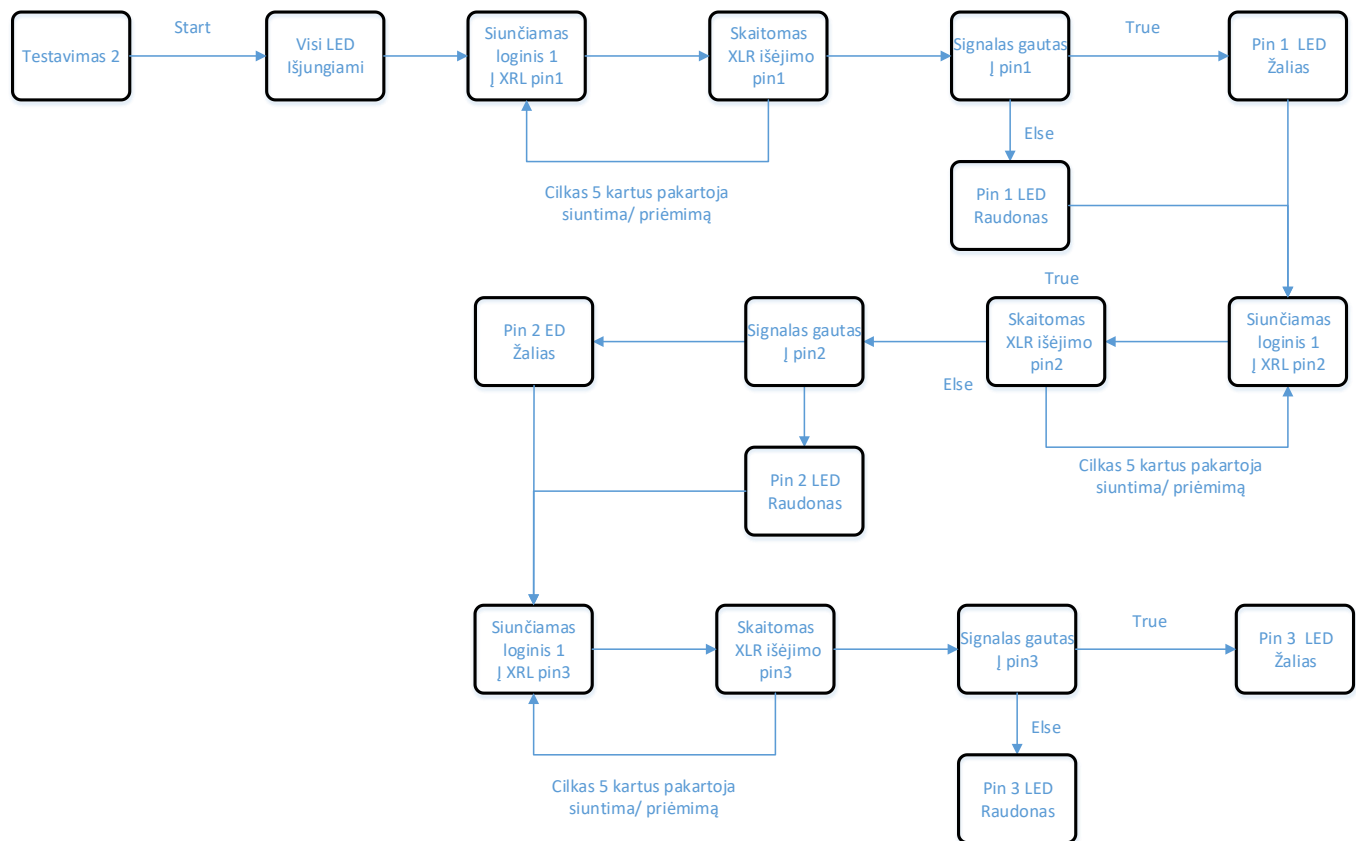 Testavimas 2
Start
Visi LED
Išjungiami
Siunčiamas
loginis 1
Į XRL pin1
Skaitomas
XLR išėjimo
pin1
Signalas gautas
Į pin1
True
Pin 1 LED
Žalias
Else
Pin 1 LED
Raudonas
Cilkas 5 kartus pakartoja
siuntima/ priėmimą
True
Siunčiamas
loginis 1
Į XRL pin2
Skaitomas
XLR išėjimo
pin2
Signalas gautas
Į pin2
Pin 2 ED
Žalias
Else
Pin 2 LED
Raudonas
Cilkas 5 kartus pakartoja
siuntima/ priėmimą
Siunčiamas
loginis 1
Į XRL pin3
Skaitomas
XLR išėjimo
pin3
Signalas gautas
Į pin3
True
Pin 3 LED
Žalias
Else
Pin 3 LED
Raudonas
Cilkas 5 kartus pakartoja
siuntima/ priėmimą